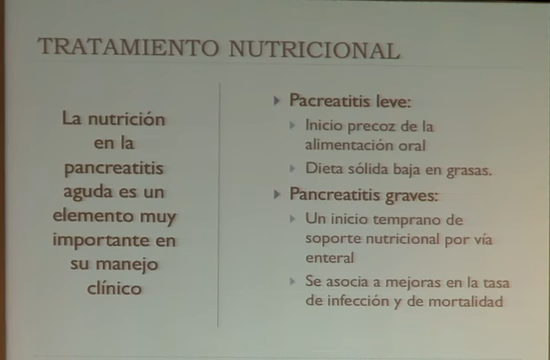 TRATAMIENTO NUTRICIONAL
La nutrición
en la
pancreatitis
aguda es un
elemento muy
importante en
su manejo
clínico
Pacreatitis leve:
Inicio precoz de la
alimentación oral
Dieta sólida baja en grasas.
Pancreatitis graves:
Un inicio temprano de
soporte nutricional por vía
enteral
Se asocia a mejoras en la tasa
de infección y de mortalidad